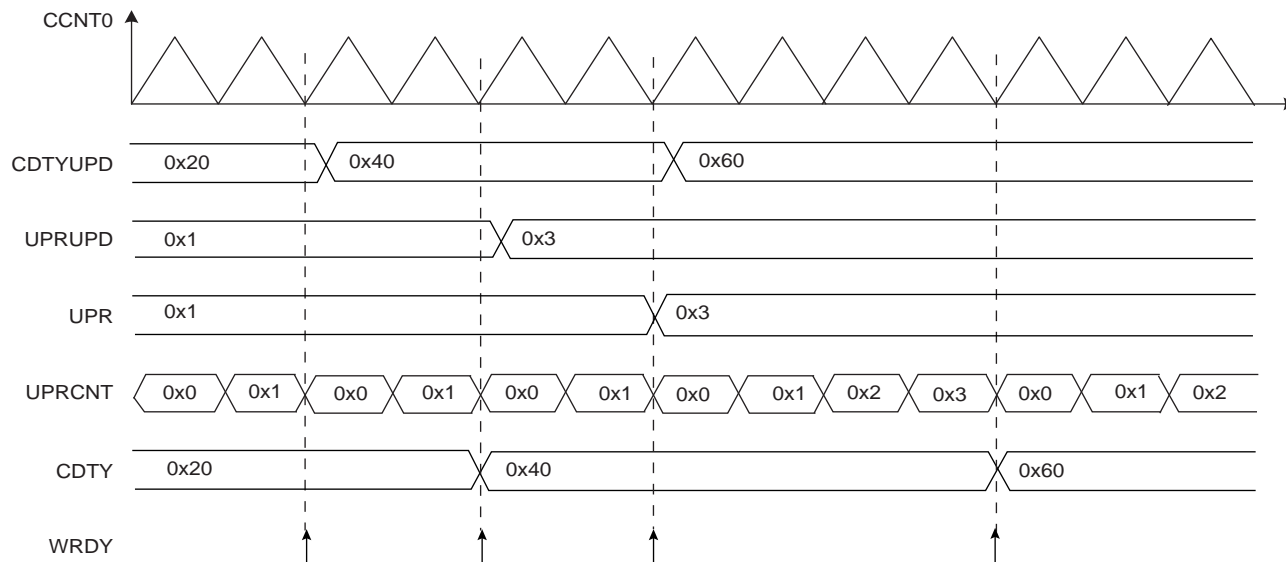 CCNT0
CDTYUPD 0x20 0x40 0x60
UPRUPD 0x1 0x3
UPR 0x1 0x3
UPRCNT 0x0 0x1 0x0 0x1 0x0 0x1 0x0 0x1 0x2 0x3 0x0 0x1 0x2
CDTY 0x20 0x40 0x60
WRDY